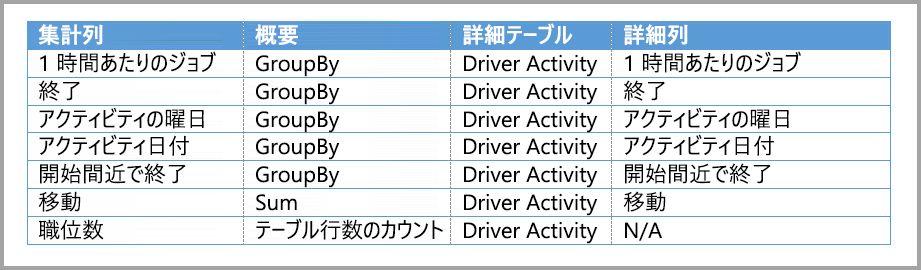 集計列 概要 詳細テーブル 詳細列
1 時間あたりのジョブ GroupBy Driver Activity 1 時間あたりのジョブ
終了 GroupBy Driver Activity 終了
アクティビティの曜日 GroupBy Driver Activity アクティビティの曜日
アクティビティ日付 GroupBy Driver Activity アクティビティ日付
開始間近で終了 GroupBy Driver Activity 開始間近で終了
移動 Sum Driver Activity 移動
職位数 テーブル行数のカウント Driver Activity N/A